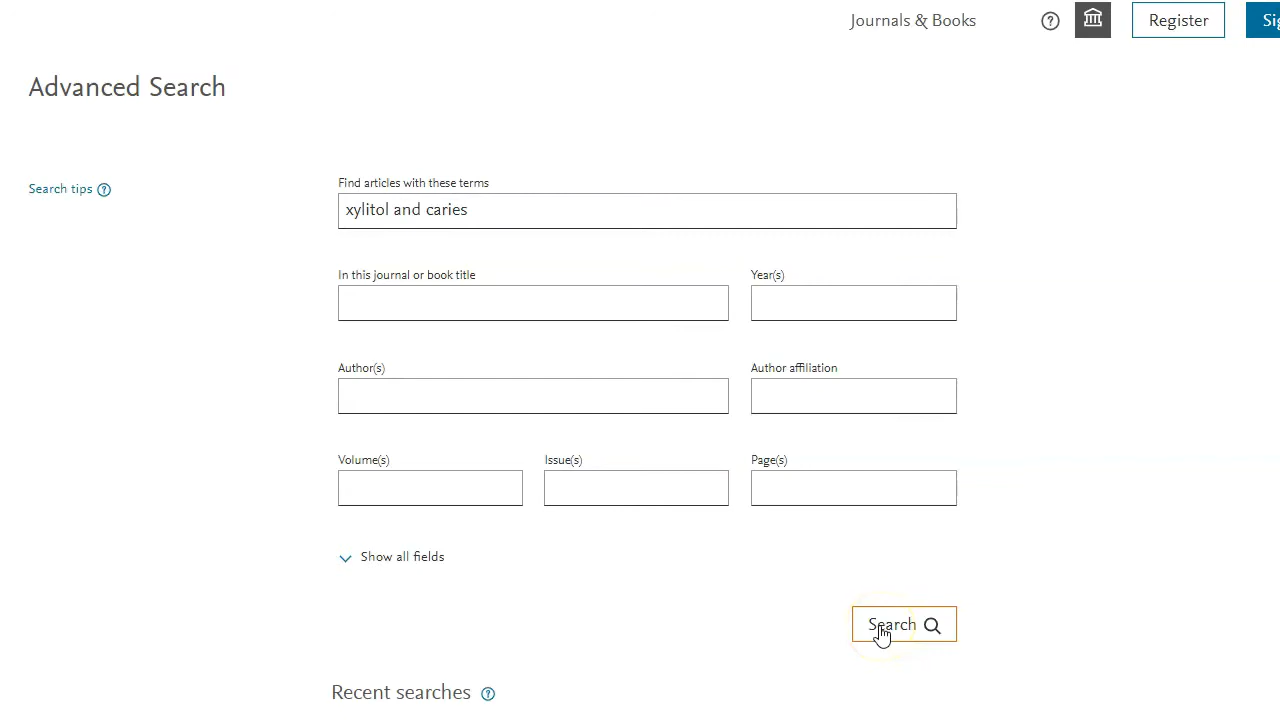 Journals & Books
Register
Advanced Search
Search tips
Find articles with these terms
xylitol and caries
In this journal or book title
Year(s)
Author(s)
Author affiliation
Volume(s)
Issue(s)
Page(s)
Show all fields
Search
Recent searches